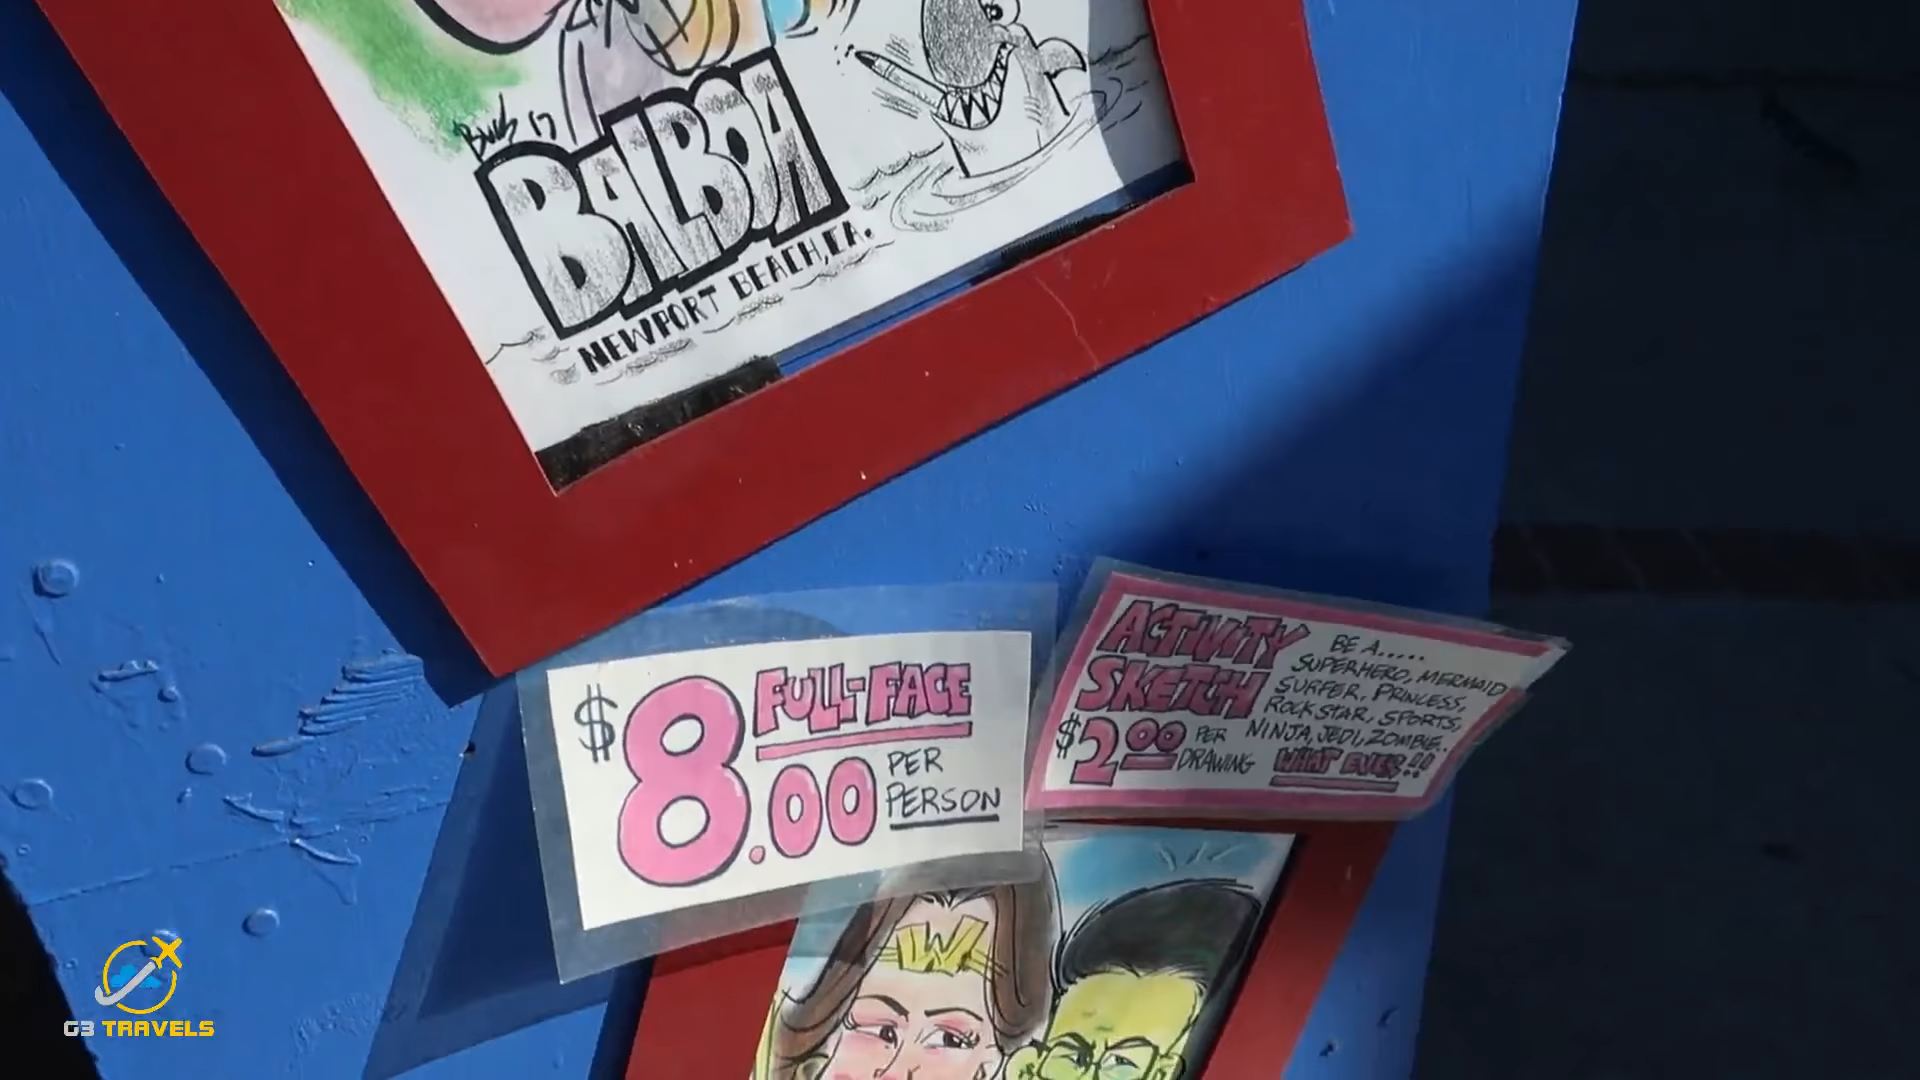 Buds 17
BALBOA
NEWPORT BEACH, CA.
$8.00 FULL-FACE
PER
PERSON
ACTIVITY
SKETCH
$2.00 PER
DRAWING
BE A.....
SUPERHERO, MERMAID
SURFER, PRINCESS,
ROCK STAR, SPORTS,
NINJA, JEDI, ZOMBIE..
WHAT EVER!!
W
G3 TRAVELS